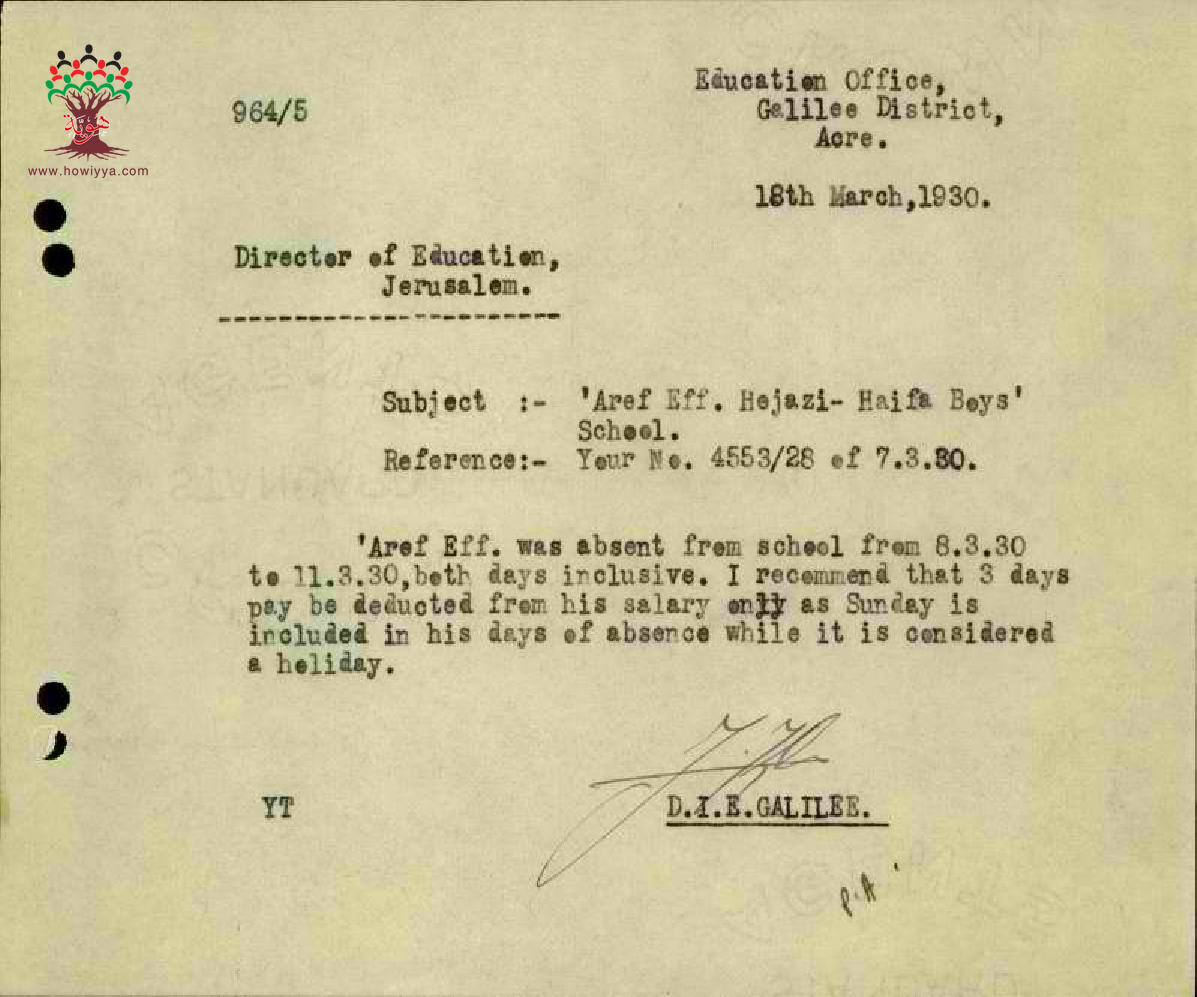 هوية
www.howiyya.com
964/5
Education Office,
Galilee District,
Acre.
18th March,1930.
Director of Education,
Jerusalem.
-----------------------
Subject :- 'Aref Eff. Hejazi- Haifa Boys'
School.
Reference:- Your No. 4553/28 of 7.3.30.
'Aref Eff. was absent from school from 8.3.30
to 11.3.30,both days inclusive. I recommend that 3 days
pay be deducted from his salary only as Sunday is
included in his days of absence while it is considered
a holiday.
YT
D.I.E.GALILEE.
P.A